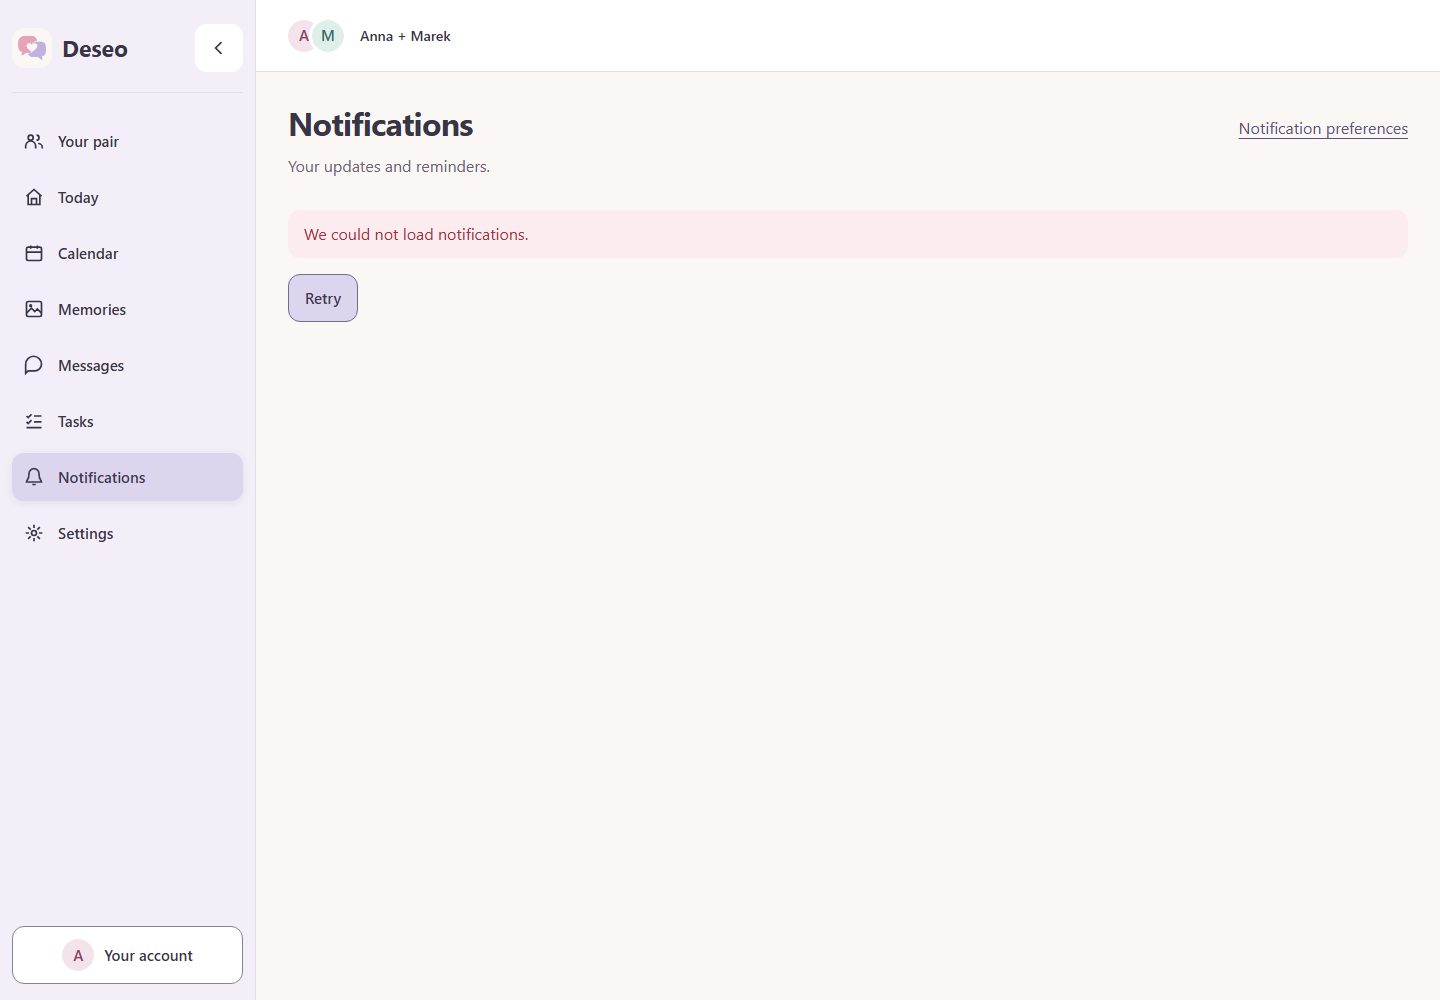 Deseo
Your pair
Today
Calendar
Memories
Messages
Tasks
Notifications
Settings
A Your account
A M Anna + Marek
Notifications
Notification preferences
Your updates and reminders.
We could not load notifications.
Retry